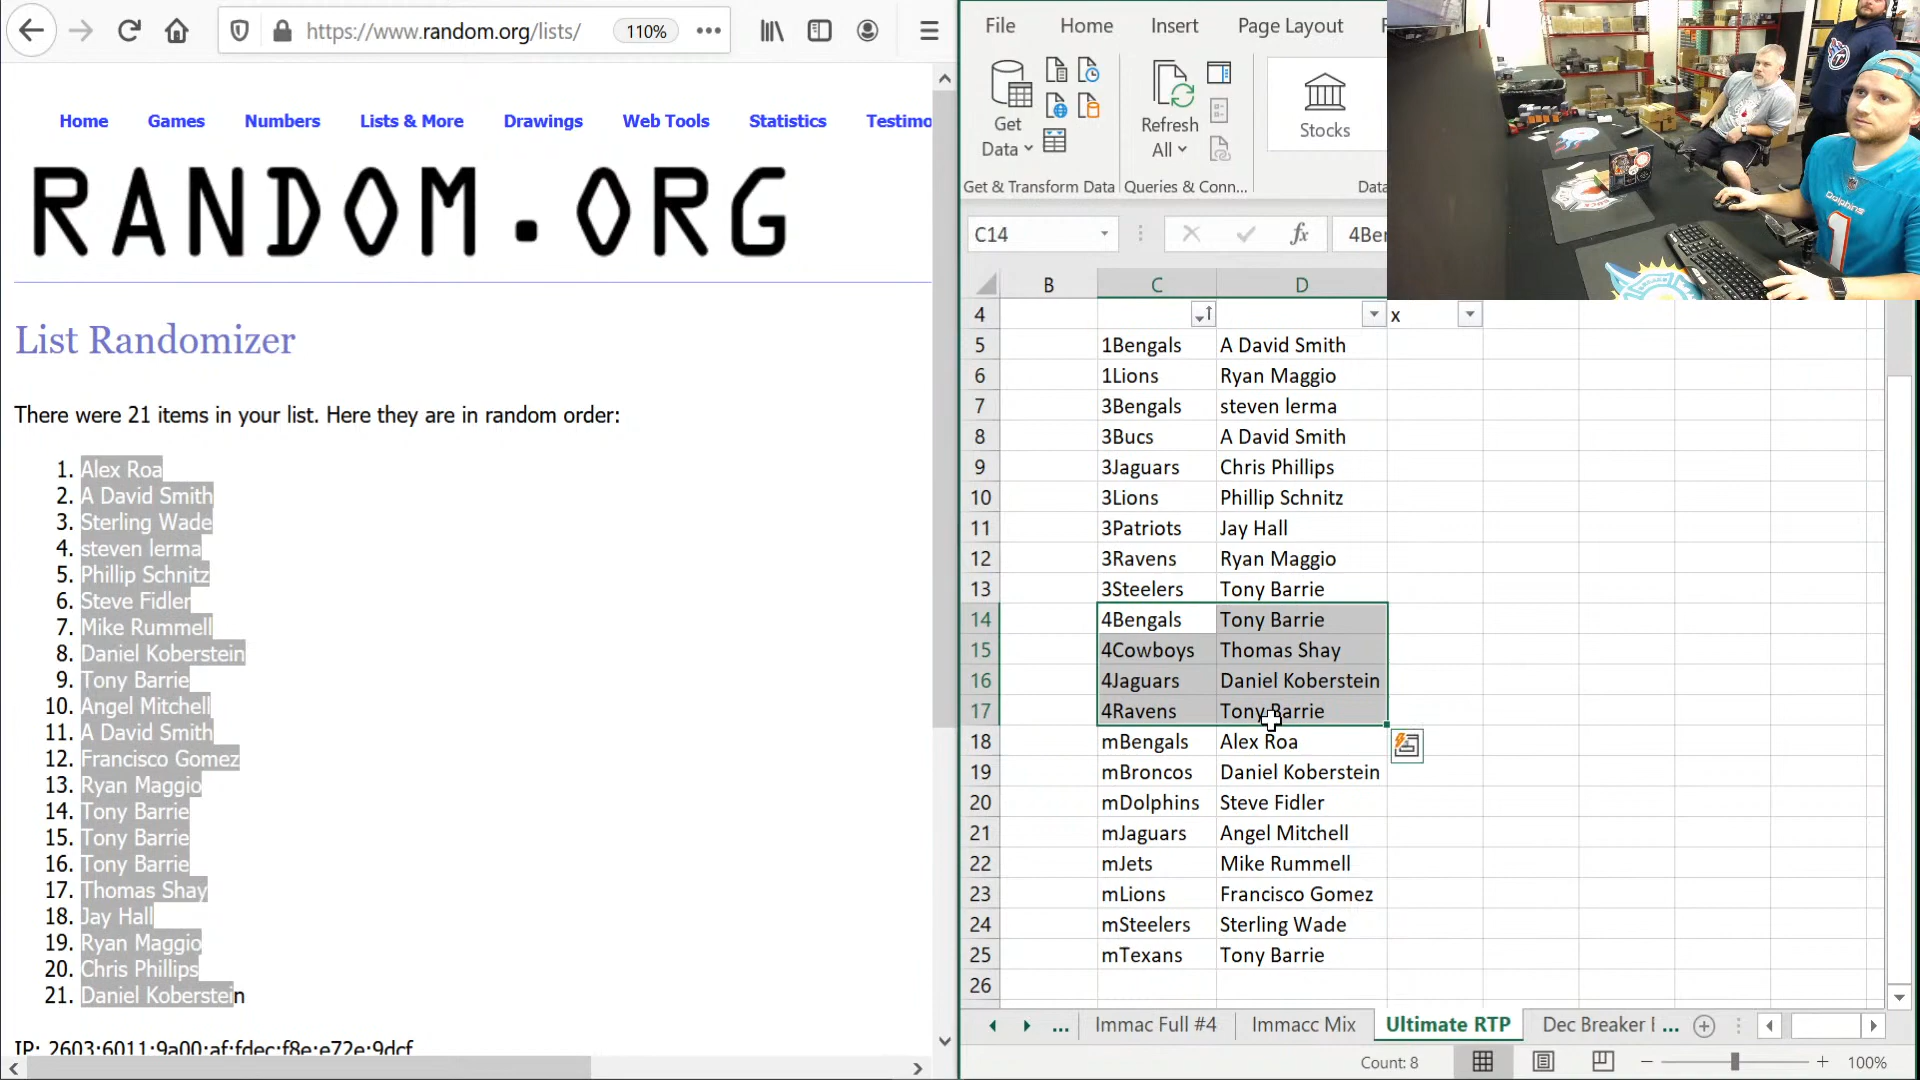 https://www.random.org/lists/
110%
Home Games Numbers Lists & More Drawings Web Tools Statistics Testimo
RANDOM.ORG
List Randomizer
There were 21 items in your list. Here they are in random order:
1. Alex Roa
2. A David Smith
3. Sterling Wade
4. steven lerma
5. Phillip Schnitz
6. Steve Fidler
7. Mike Rummell
8. Daniel Koberstein
9. Tony Barrie
10. Angel Mitchell
11. A David Smith
12. Francisco Gomez
13. Ryan Maggio
14. Tony Barrie
15. Tony Barrie
16. Tony Barrie
17. Thomas Shay
18. Jay Hall
19. Ryan Maggio
20. Chris Phillips
21. Daniel Koberstein
IP: 2603:6011:9a00:af:fdec:f8e:e72e:9dcf
File Home Insert Page Layout
Get Data
Refresh All
Stocks
Get & Transform Data Queries & Conn... Data
C14 fx 4Ber
B C D
4 x
5 1Bengals A David Smith
6 1Lions Ryan Maggio
7 3Bengals steven lerma
8 3Bucs A David Smith
9 3Jaguars Chris Phillips
10 3Lions Phillip Schnitz
11 3Patriots Jay Hall
12 3Ravens Ryan Maggio
13 3Steelers Tony Barrie
14 4Bengals Tony Barrie
15 4Cowboys Thomas Shay
16 4Jaguars Daniel Koberstein
17 4Ravens Tony Barrie
18 mBengals Alex Roa
19 mBroncos Daniel Koberstein
20 mDolphins Steve Fidler
21 mJaguars Angel Mitchell
22 mJets Mike Rummell
23 mLions Francisco Gomez
24 mSteelers Sterling Wade
25 mTexans Tony Barrie
26
... Immac Full #4 Immacc Mix Ultimate RTP Dec Breaker ...
Count: 8 100%
Dolphins
1